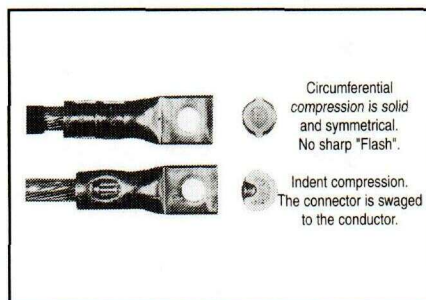 Circumferential
compression is solid
and symmetrical.
No sharp "Flash".
Indent compression.
The connector is swaged
to the conductor.